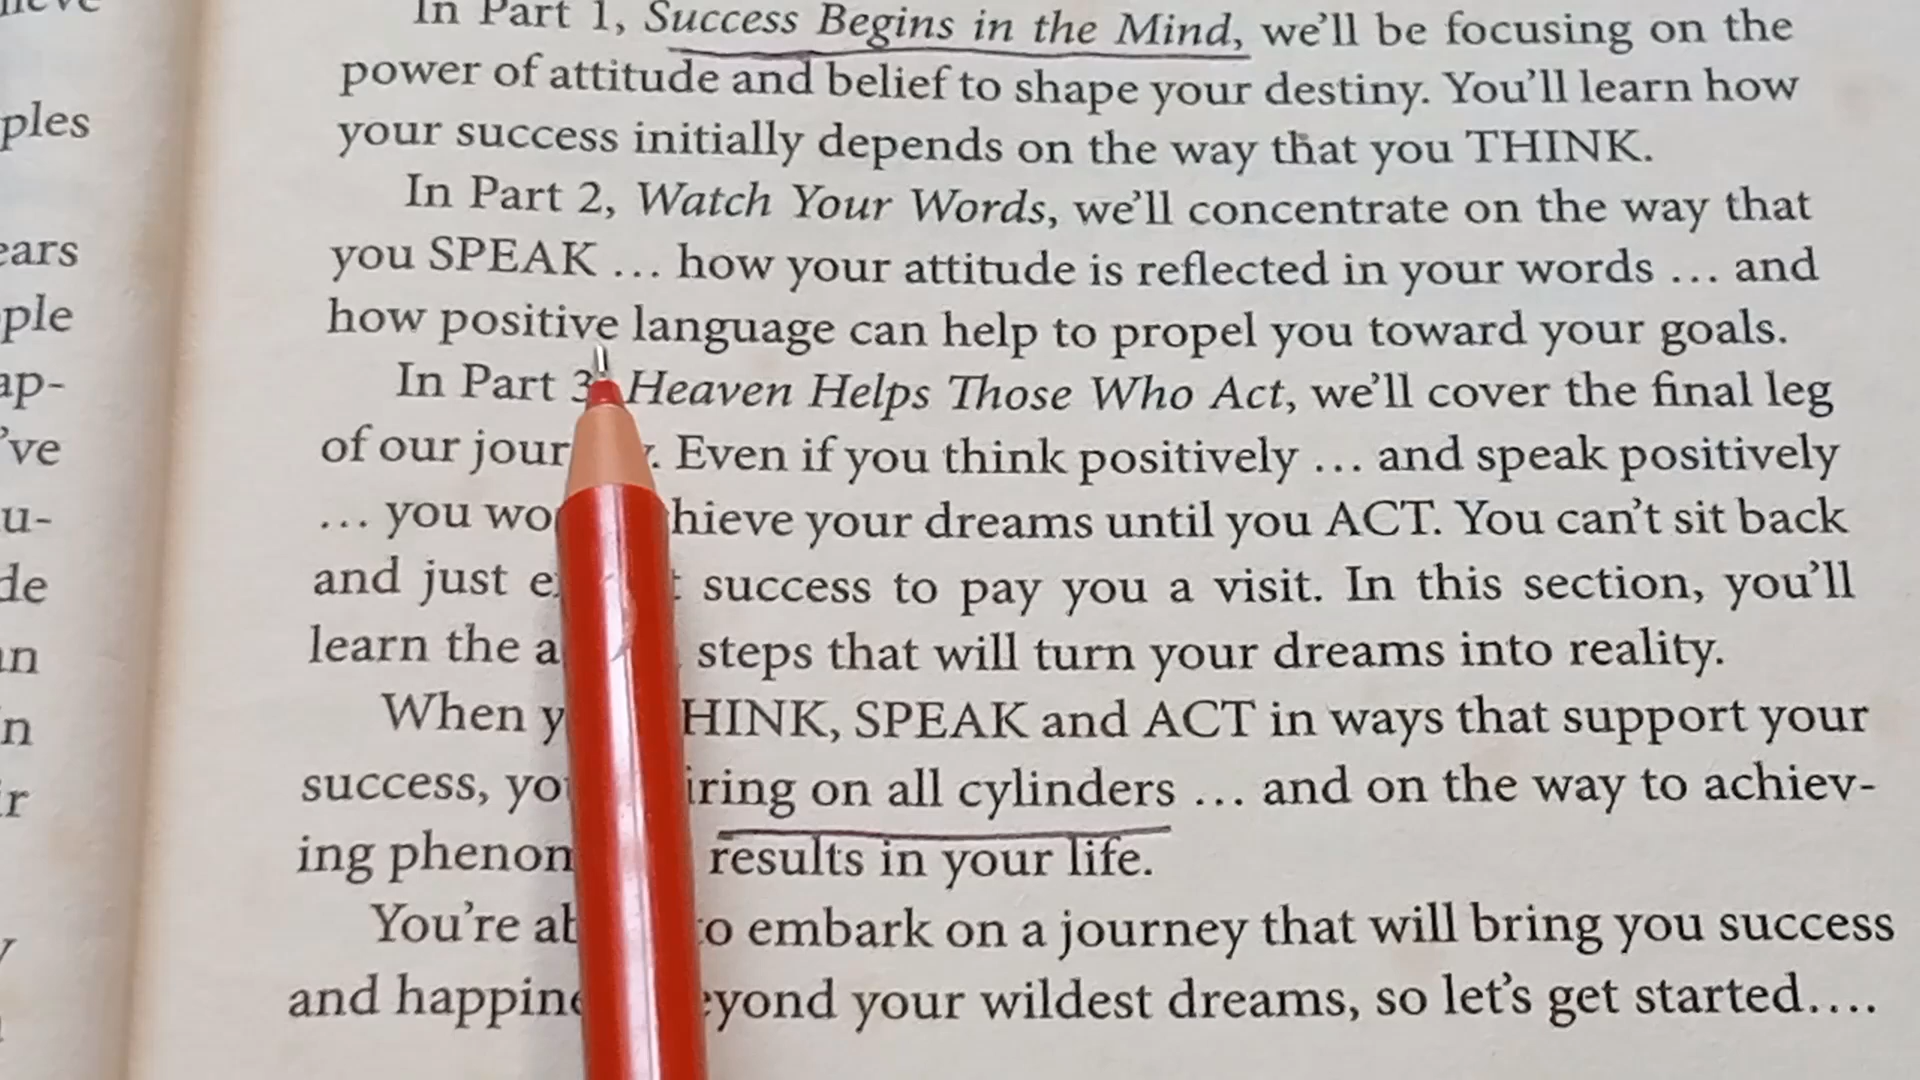 ples
ears
ple
ap-
've
u-
de
an
In Part 1, Success Begins in the Mind, we'll be focusing on the
power of attitude and belief to shape your destiny. You'll learn how
your success initially depends on the way that you THINK.
In Part 2, Watch Your Words, we'll concentrate on the way that
you SPEAK … how your attitude is reflected in your words … and
how positive language can help to propel you toward your goals.
In Part 3, Heaven Helps Those Who Act, we'll cover the final leg
of our Even if you think positively … and speak positively
… you your dreams until you ACT. You can't sit back
and just success to pay you a visit. In this section, you'll
learn the steps that will turn your dreams into reality.
When SPEAK and ACT in ways that support your
success, on all cylinders … and on the way to achiev-
ing results in your life.
You're embark on a journey that will bring you success
and your wildest dreams, so let's get started....